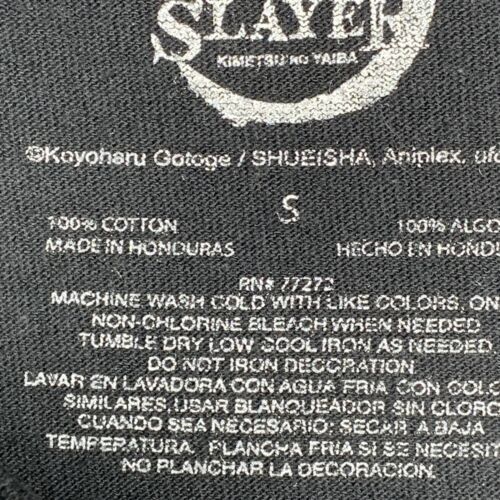 SLAYER
KIMETSU NO YAIBA
©Koyoharu Gotoge / SHUEISHA, Aniplex, ufo
S
100% COTTON
MADE IN HONDURAS
100% ALGO
HECHO EN HONDU
RN# 77272
MACHINE WASH COLD WITH LIKE COLORS, ON
NON-CHLORINE BLEACH WHEN NEEDED
TUMBLE DRY LOW COOL IRON AS NEEDED
DO NOT IRON DECORATION
LAVAR EN LAVADORA CON AGUA FRIA CON COLO
SIMILARES, USAR BLANQUEADOR SIN CLORO
CUANDO SEA NECESARIO; SECAR A BAJA
TEMPERATURA. PLANCHA FRIA SI SE NECESIT
NO PLANCHAR LA DECORACION.